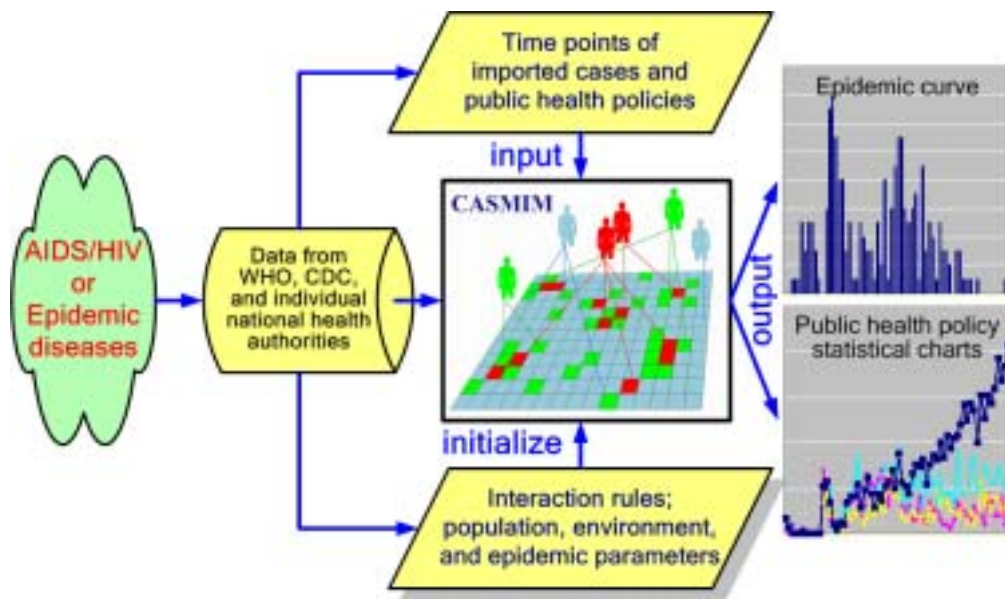 Time points of
imported cases and
public health policies
input
Epidemic curve
CASMIM
AIDS/HIV
or
Epidemic
diseases
Data from
WHO, CDC,
and individual
national health
authorities
output
Public health policy
statistical charts
initialize
Interaction rules;
population, environment,
and epidemic parameters